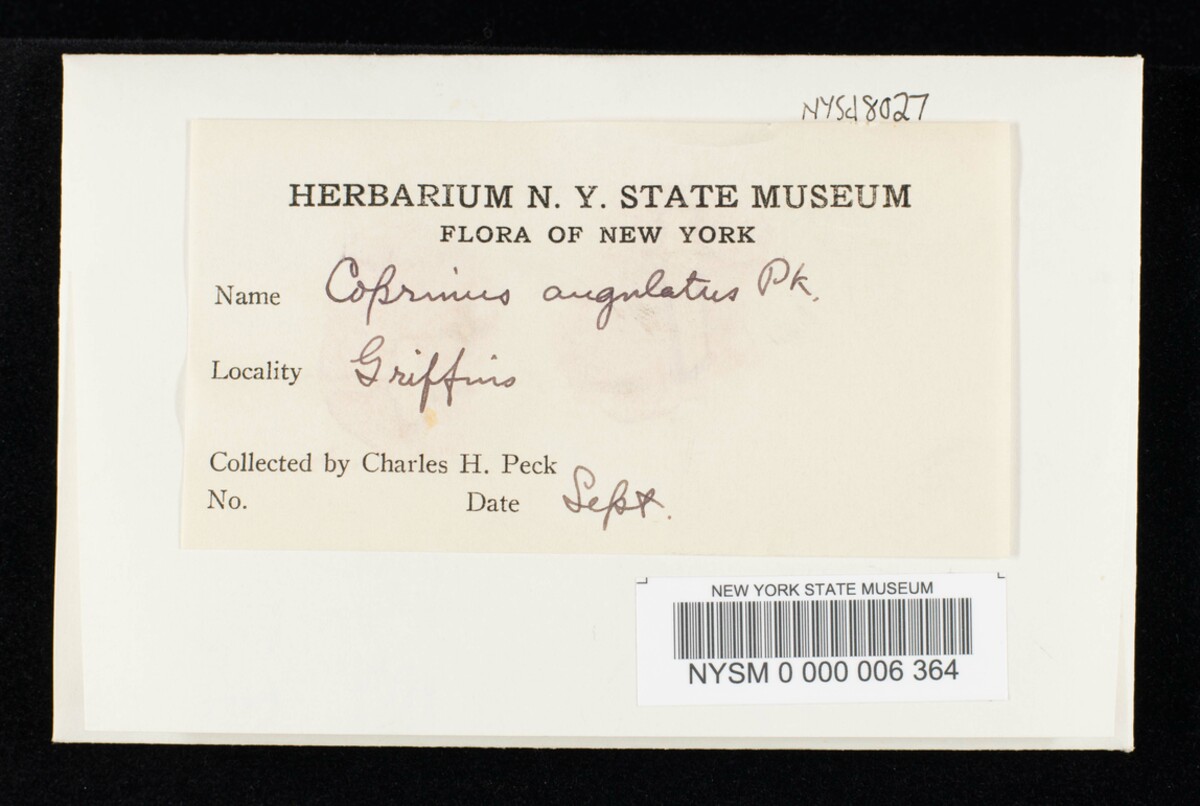 NYSd8027
HERBARIUM N. Y. STATE MUSEUM
FLORA OF NEW YORK
Name Coprinus angulatus Pk.
Locality Griffins
Collected by Charles H. Peck
No. Date Sept.
NEW YORK STATE MUSEUM
NYSM 0 000 006 364